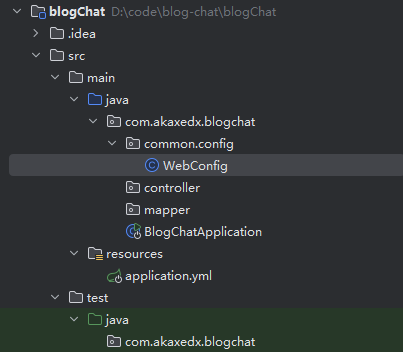 blogChat D:\code\blog-chat\blogChat
.idea
src
main
java
com.akaxedx.blogchat
common.config
WebConfig
controller
mapper
BlogChatApplication
resources
application.yml
test
java
com.akaxedx.blogchat